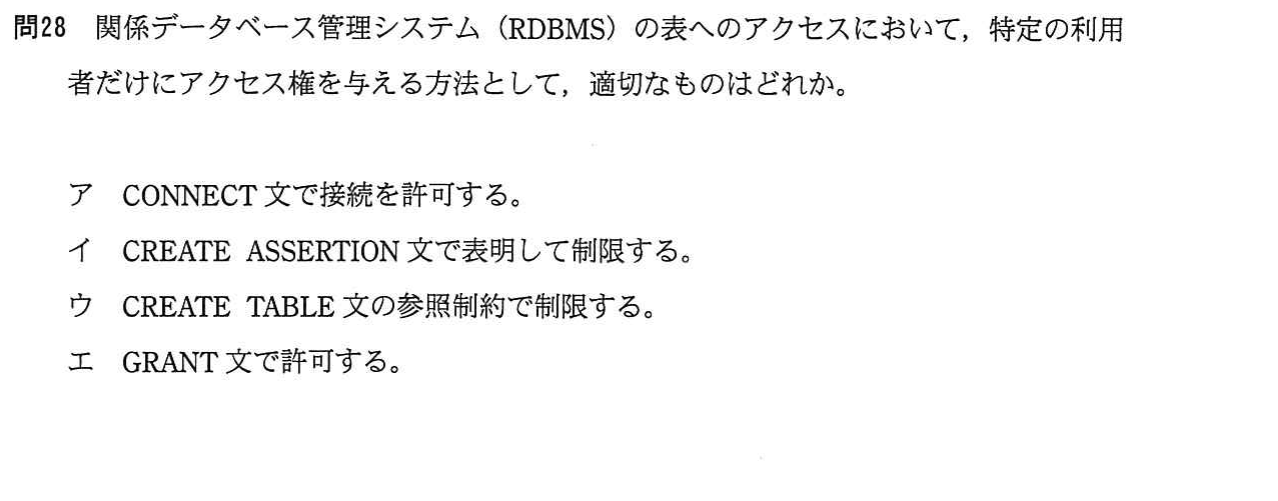 問28 関係データベース管理システム（RDBMS）の表へのアクセスにおいて，特定の利用
者だけにアクセス権を与える方法として，適切なものはどれか。
ア CONNECT 文で接続を許可する。
イ CREATE ASSERTION 文で表明して制限する。
ウ CREATE TABLE 文の参照制約で制限する。
エ GRANT 文で許可する。